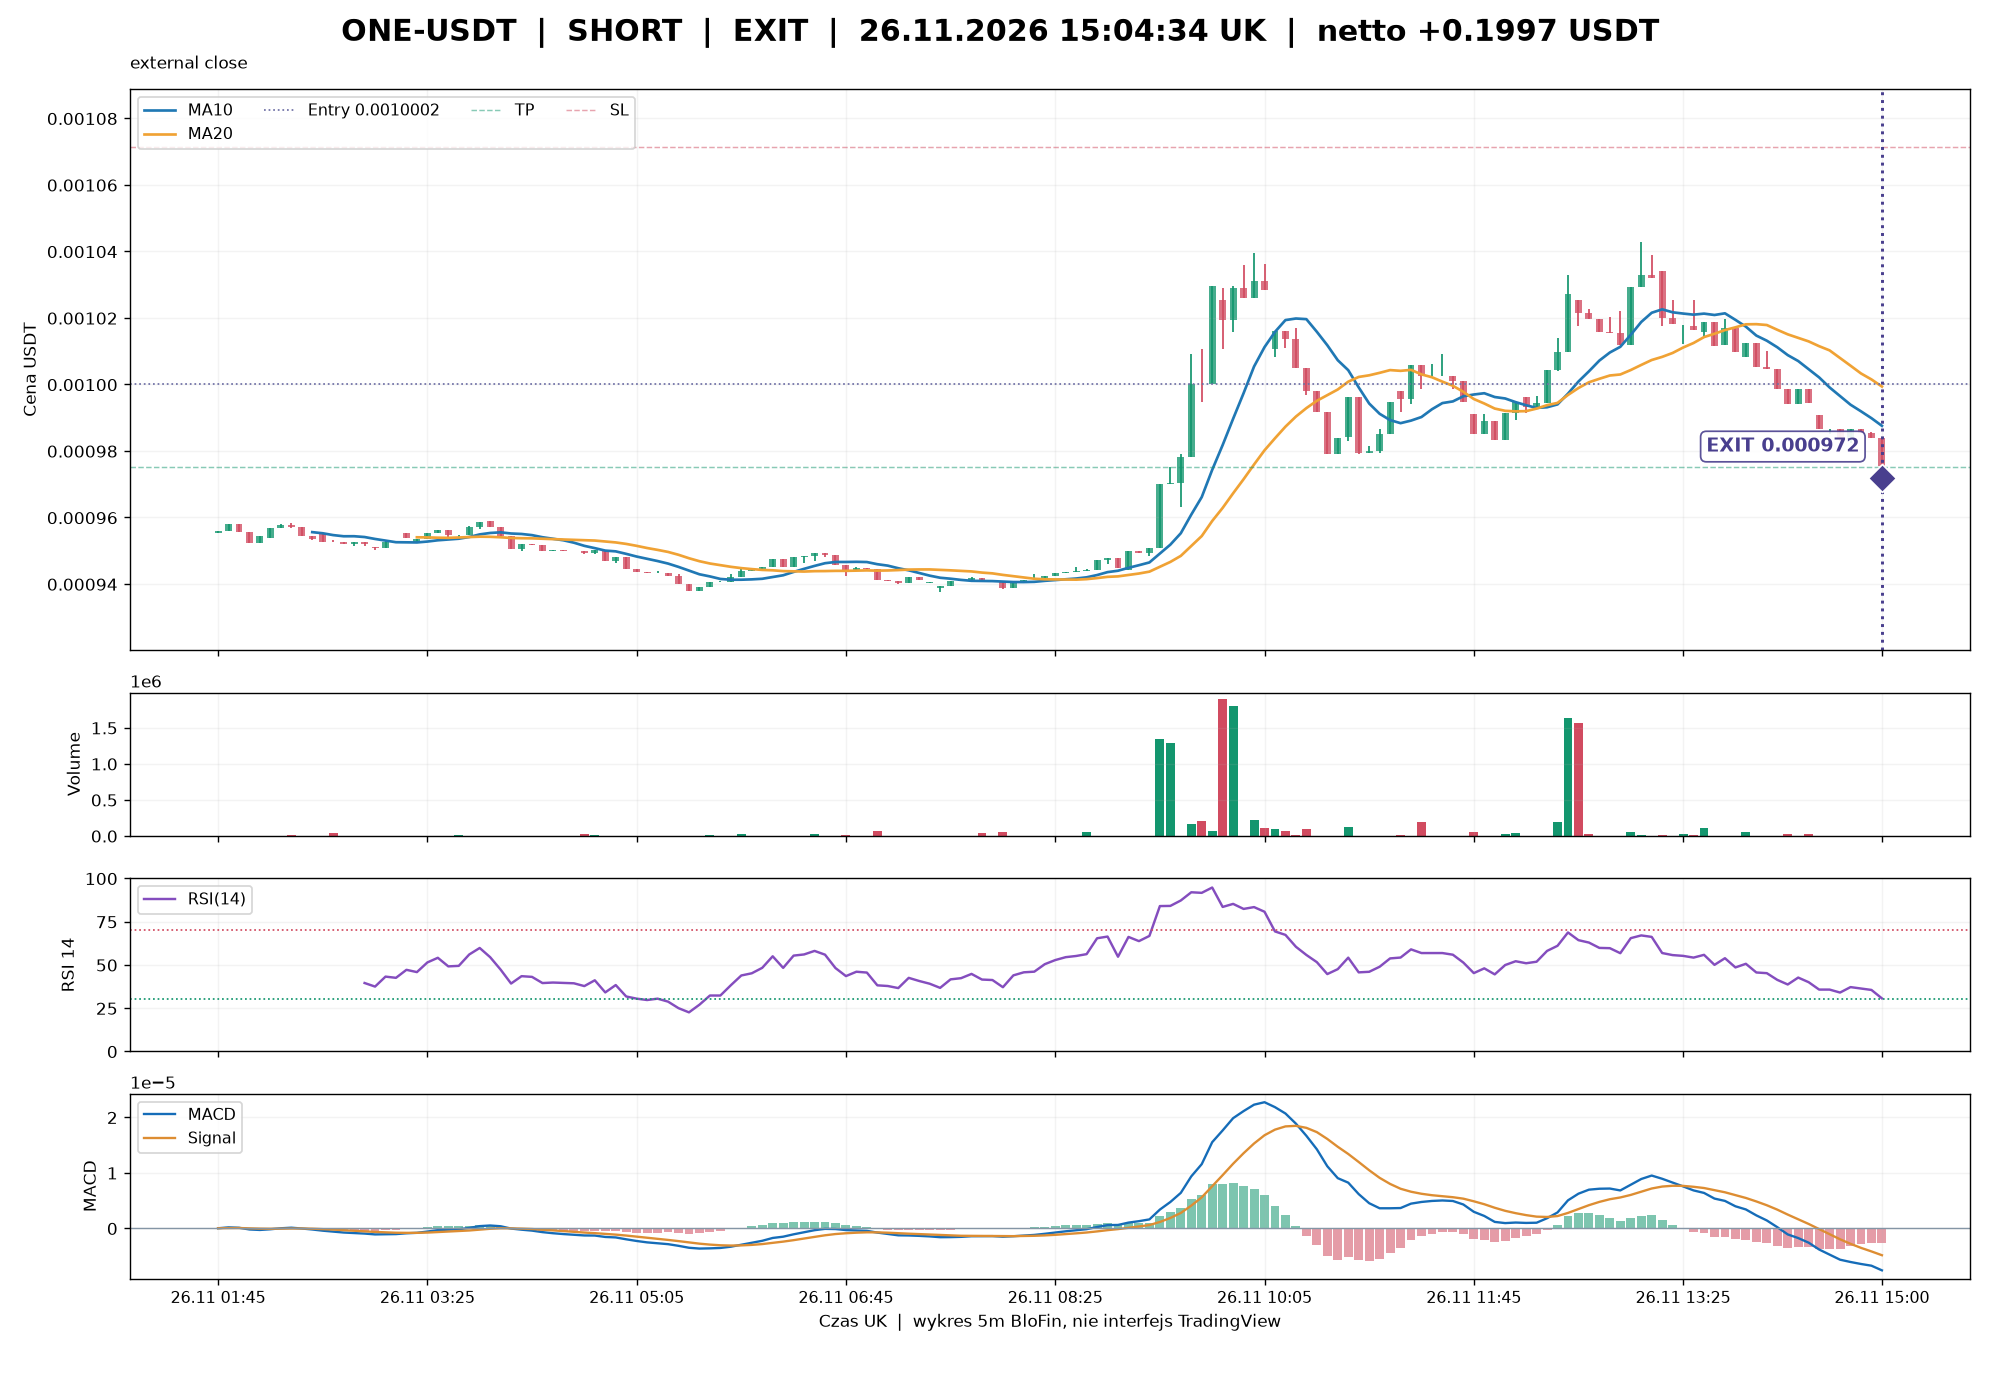 ONE-USDT | SHORT | EXIT | 26.11.2026 15:04:34 UK | netto +0.1997 USDT
external close
MA10
MA20
Entry 0.0010002
TP
SL
0.00108
0.00106
0.00104
0.00102
0.00100
0.00098
0.00096
0.00094
Cena USDT
EXIT 0.000972
1e6
1.5
1.0
0.5
0.0
Volume
RSI(14)
100
75
50
25
0
RSI 14
1e−5
MACD
Signal
2
1
0
MACD
26.11 01:45
26.11 03:25
26.11 05:05
26.11 06:45
26.11 08:25
26.11 10:05
26.11 11:45
26.11 13:25
26.11 15:00
Czas UK | wykres 5m BloFin, nie interfejs TradingView